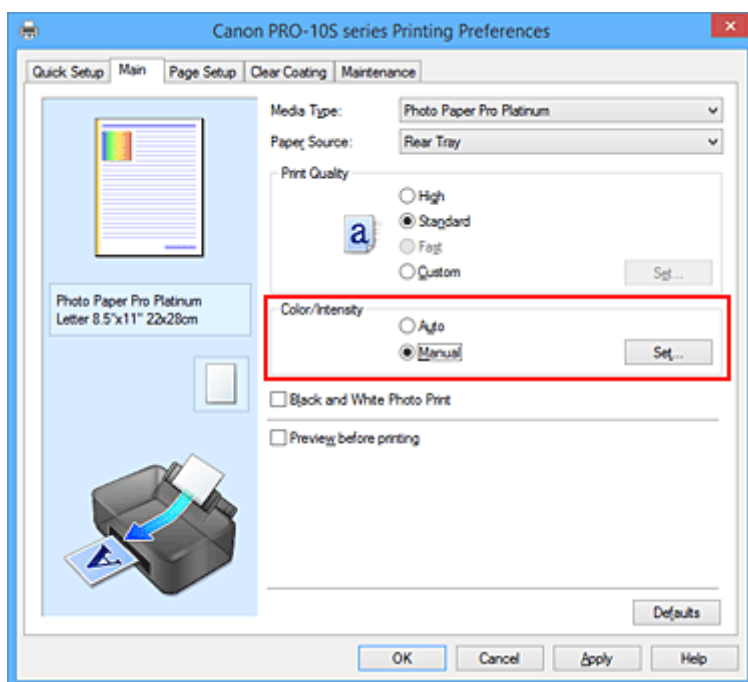 Canon PRO-10S series Printing Preferences
Quick Setup Main Page Setup Clear Coating Maintenance
Media Type: Photo Paper Pro Platinum
Paper Source: Rear Tray
Print Quality
High
a Standard
Fast
Custom Set...
Photo Paper Pro Platinum
Letter 8.5"x11" 22x28cm
Color/Intensity
Auto
Manual Set...
Black and White Photo Print
Preview before printing
A
Defaults
OK Cancel Apply Help